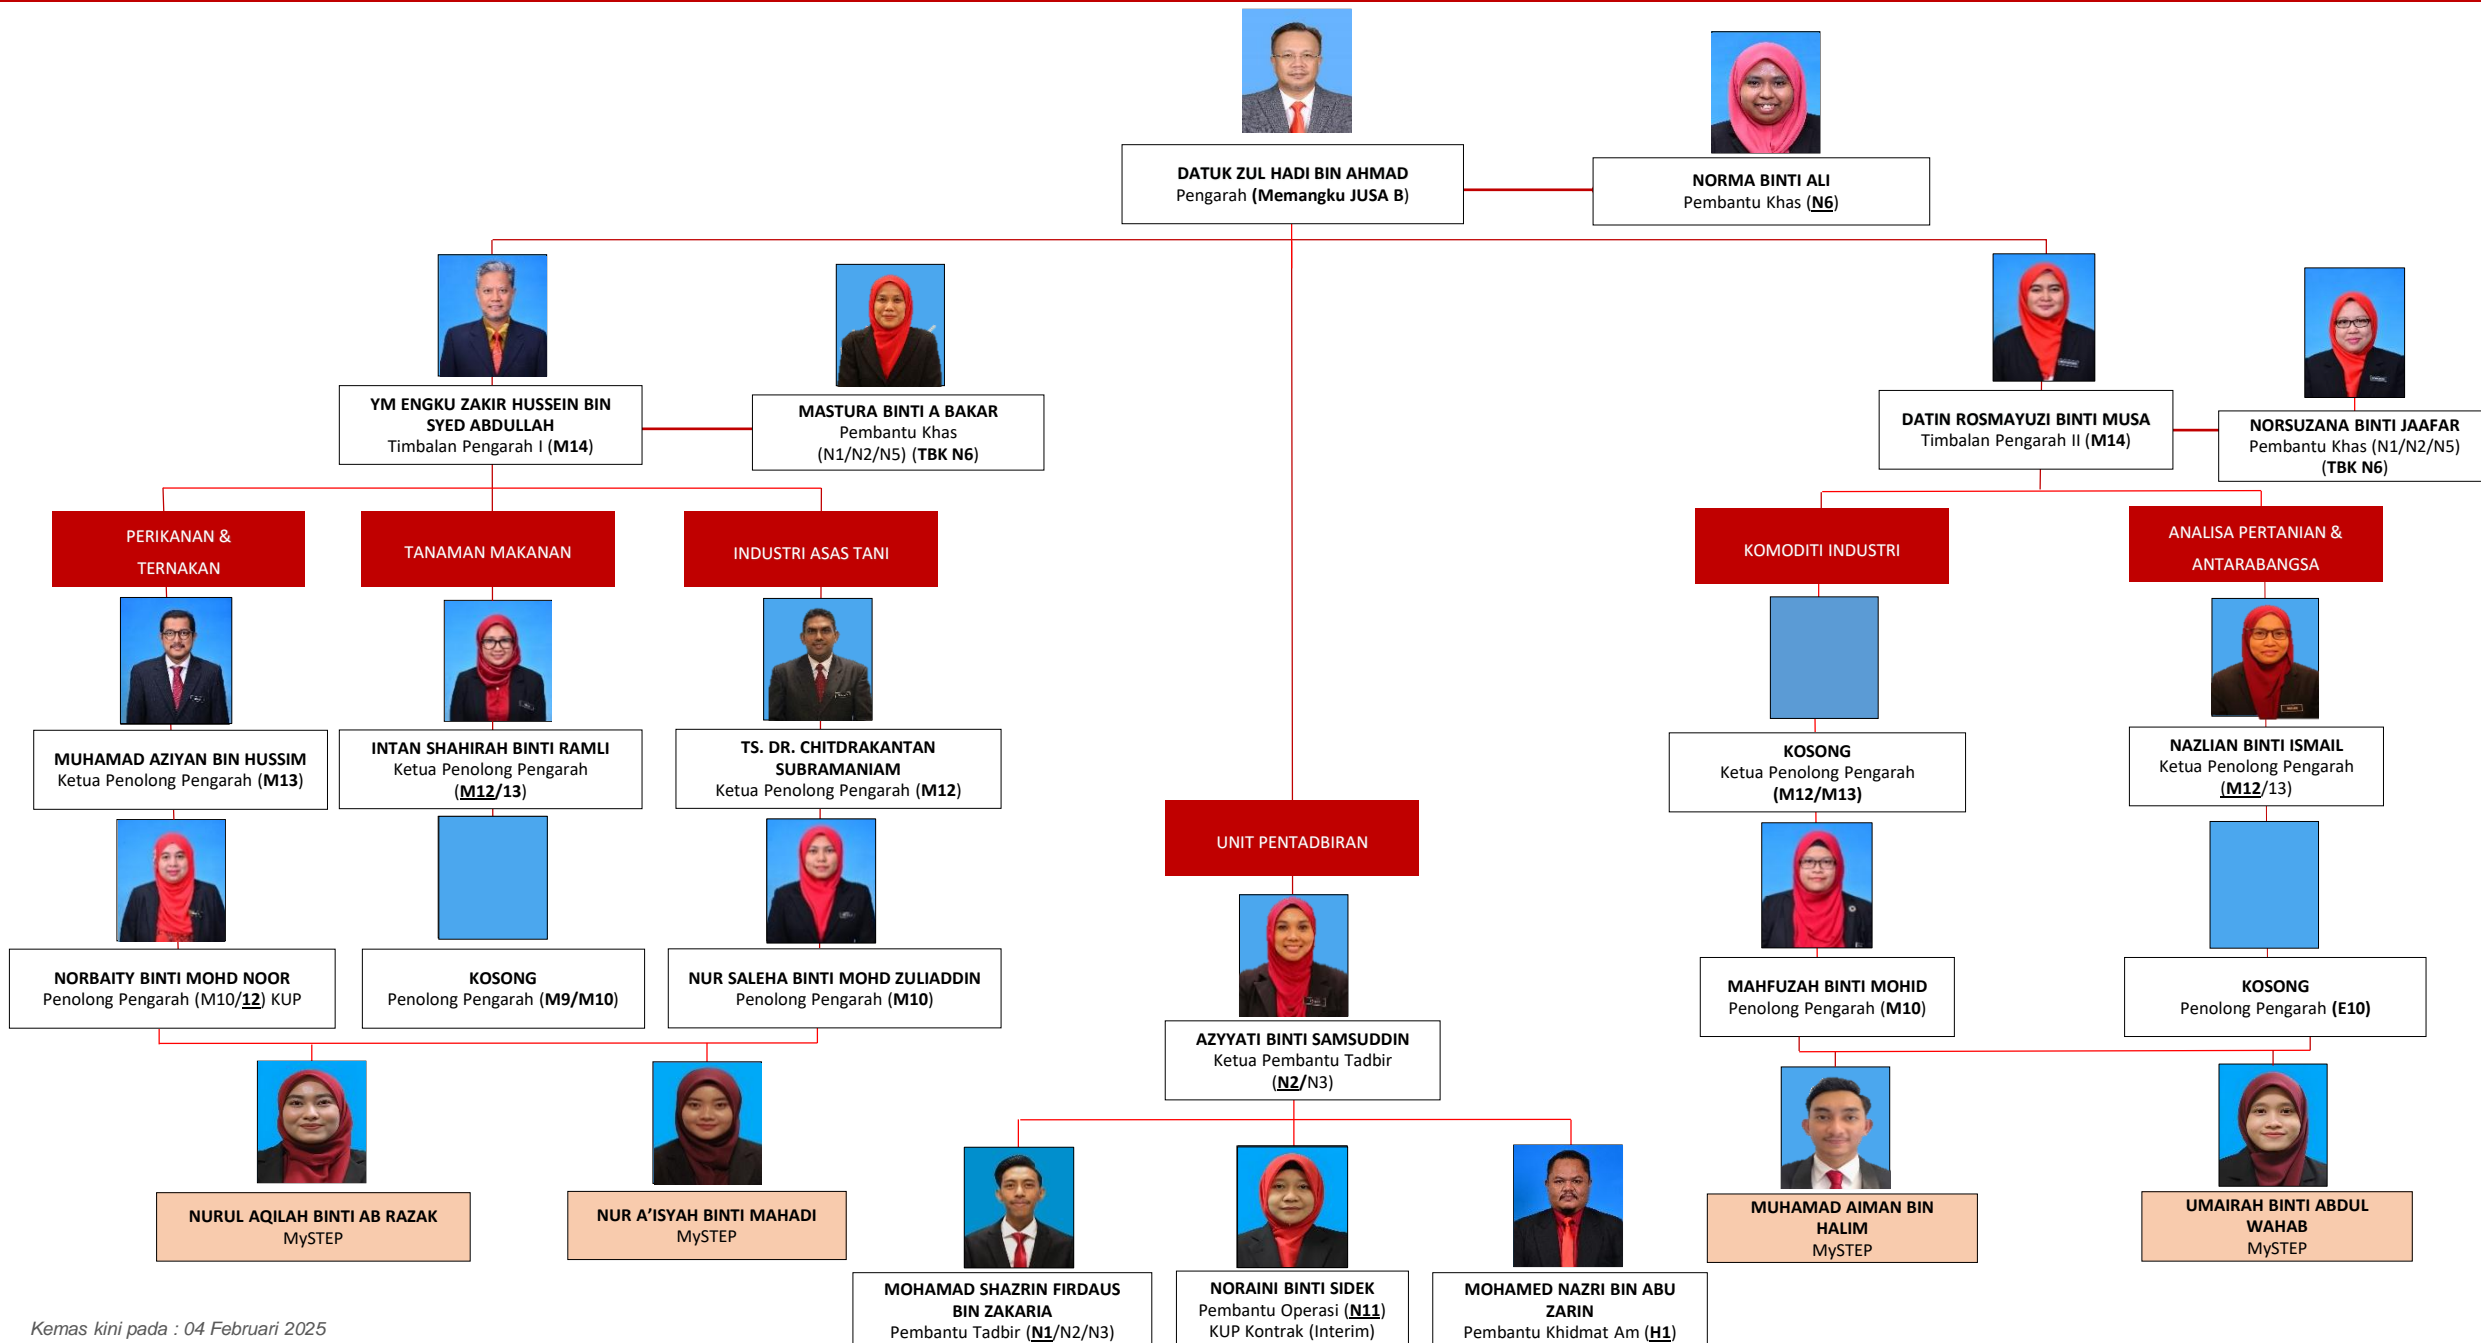 DATUK ZUL HADI BIN AHMAD
Pengarah (Memangku JUSA B)
NORMA BINTI ALI
Pembantu Khas (N6)
YM ENGKU ZAKIR HUSSEIN BIN
SYED ABDULLAH
Timbalan Pengarah I (M14)
MASTURA BINTI A BAKAR
Pembantu Khas
(N1/N2/N5) (TBK N6)
DATIN ROSMAYUZI BINTI MUSA
Timbalan Pengarah II (M14)
NORSUZANA BINTI JAAFAR
Pembantu Khas (N1/N2/N5)
(TBK N6)
PERIKANAN &
TERNAKAN
TANAMAN MAKANAN
INDUSTRI ASAS TANI
KOMODITI INDUSTRI
ANALISA PERTANIAN &
ANTARABANGSA
MUHAMAD AZIYAN BIN HUSSIM
Ketua Penolong Pengarah (M13)
INTAN SHAHIRAH BINTI RAMLI
Ketua Penolong Pengarah
(M12/13)
TS. DR. CHITDRAKANTAN
SUBRAMANIAM
Ketua Penolong Pengarah (M12)
KOSONG
Ketua Penolong Pengarah
(M12/M13)
NAZLIAN BINTI ISMAIL
Ketua Penolong Pengarah
(M12/13)
UNIT PENTADBIRAN
NORBAITY BINTI MOHD NOOR
Penolong Pengarah (M10/12) KUP
KOSONG
Penolong Pengarah (M9/M10)
NUR SALEHA BINTI MOHD ZULIADDIN
Penolong Pengarah (M10)
MAHFUZAH BINTI MOHID
Penolong Pengarah (M10)
KOSONG
Penolong Pengarah (E10)
AZYYATI BINTI SAMSUDDIN
Ketua Pembantu Tadbir
(N2/N3)
NURUL AQILAH BINTI AB RAZAK
MySTEP
NUR A’ISYAH BINTI MAHADI
MySTEP
MUHAMAD AIMAN BIN
HALIM
MySTEP
UMAIRAH BINTI ABDUL
WAHAB
MySTEP
MOHAMAD SHAZRIN FIRDAUS
BIN ZAKARIA
Pembantu Tadbir (N1/N2/N3)
NORAINI BINTI SIDEK
Pembantu Operasi (N11)
KUP Kontrak (Interim)
MOHAMED NAZRI BIN ABU
ZARIN
Pembantu Khidmat Am (H1)
Kemas kini pada : 04 Februari 2025